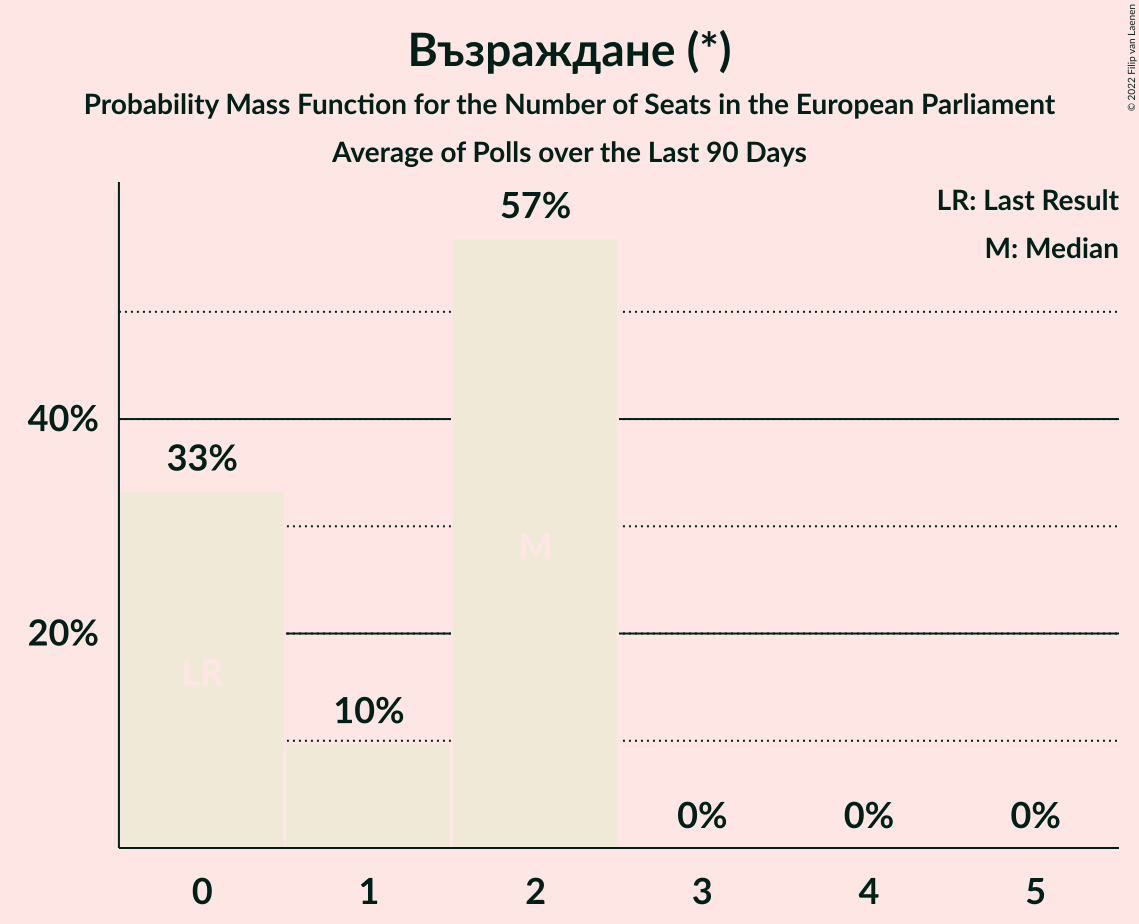 Възраждане (*)
Probability Mass Function for the Number of Seats in the European Parliament
Average of Polls over the Last 90 Days
© 2022 Filip van Laenen
LR: Last Result
M: Median
57%
40%
33%
M
20%
LR
10%
0% 0% 0%
0 1 2 3 4 5